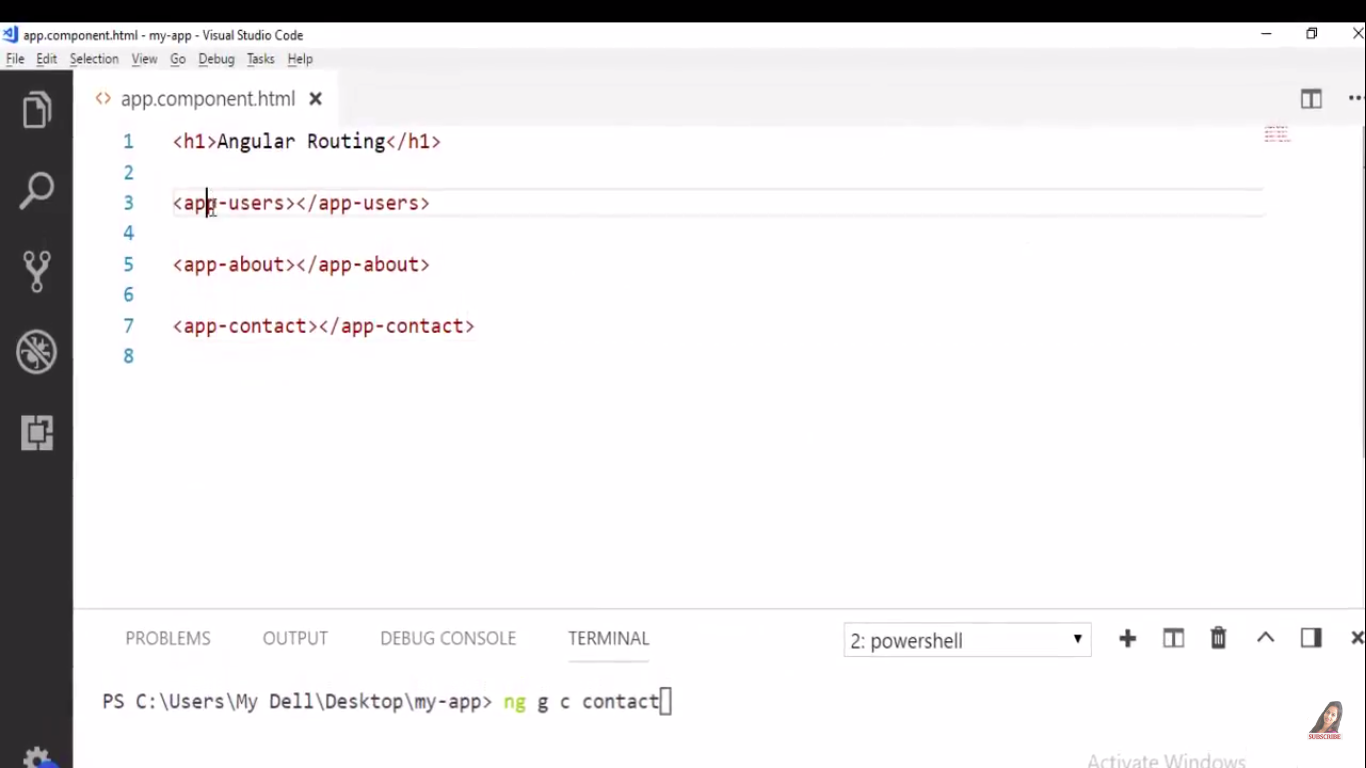 app.component.html - my-app - Visual Studio Code
File Edit Selection View Go Debug Tasks Help
<> app.component.html
1 <h1>Angular Routing</h1>
2
3 <app-users></app-users>
4
5 <app-about></app-about>
6
7 <app-contact></app-contact>
8
PROBLEMS OUTPUT DEBUG CONSOLE TERMINAL 2: powershell
PS C:\Users\My Dell\Desktop\my-app> ng g c contact
SUBSCRIBE
Activate Windows